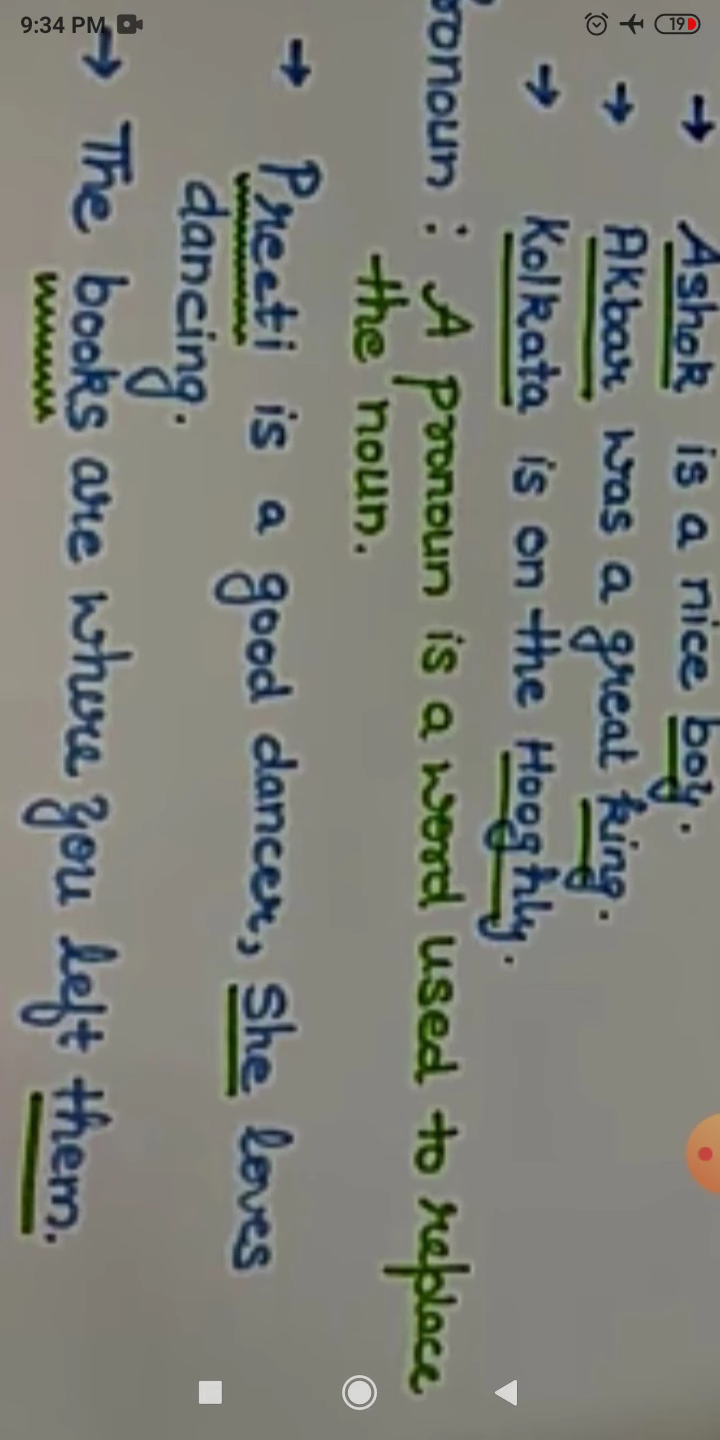 9:34 PM
19
→ Ashok is a nice boy.
→ Akbar was a great king.
→ Kolkata is on the Hooghly.
ronoun : A pronoun is a word used to replace
the noun.
→ Preeti is a good dancer, She loves
dancing.
→ The books are where you left them.